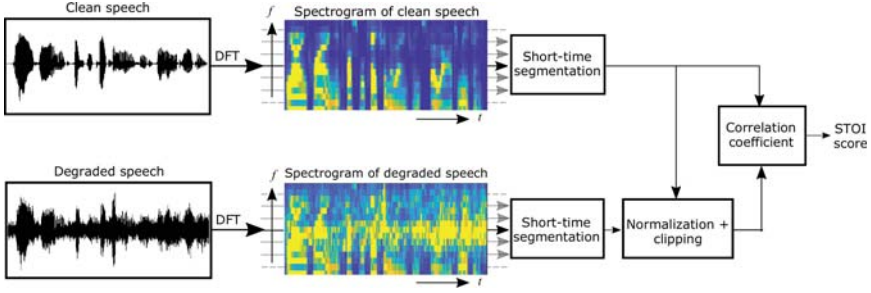 Clean speech
f
Spectrogram of clean speech
DFT
t
Short-time
segmentation
Correlation
coefficient
STOI
score
Degraded speech
f
Spectrogram of degraded speech
DFT
t
Short-time
segmentation
Normalization +
clipping